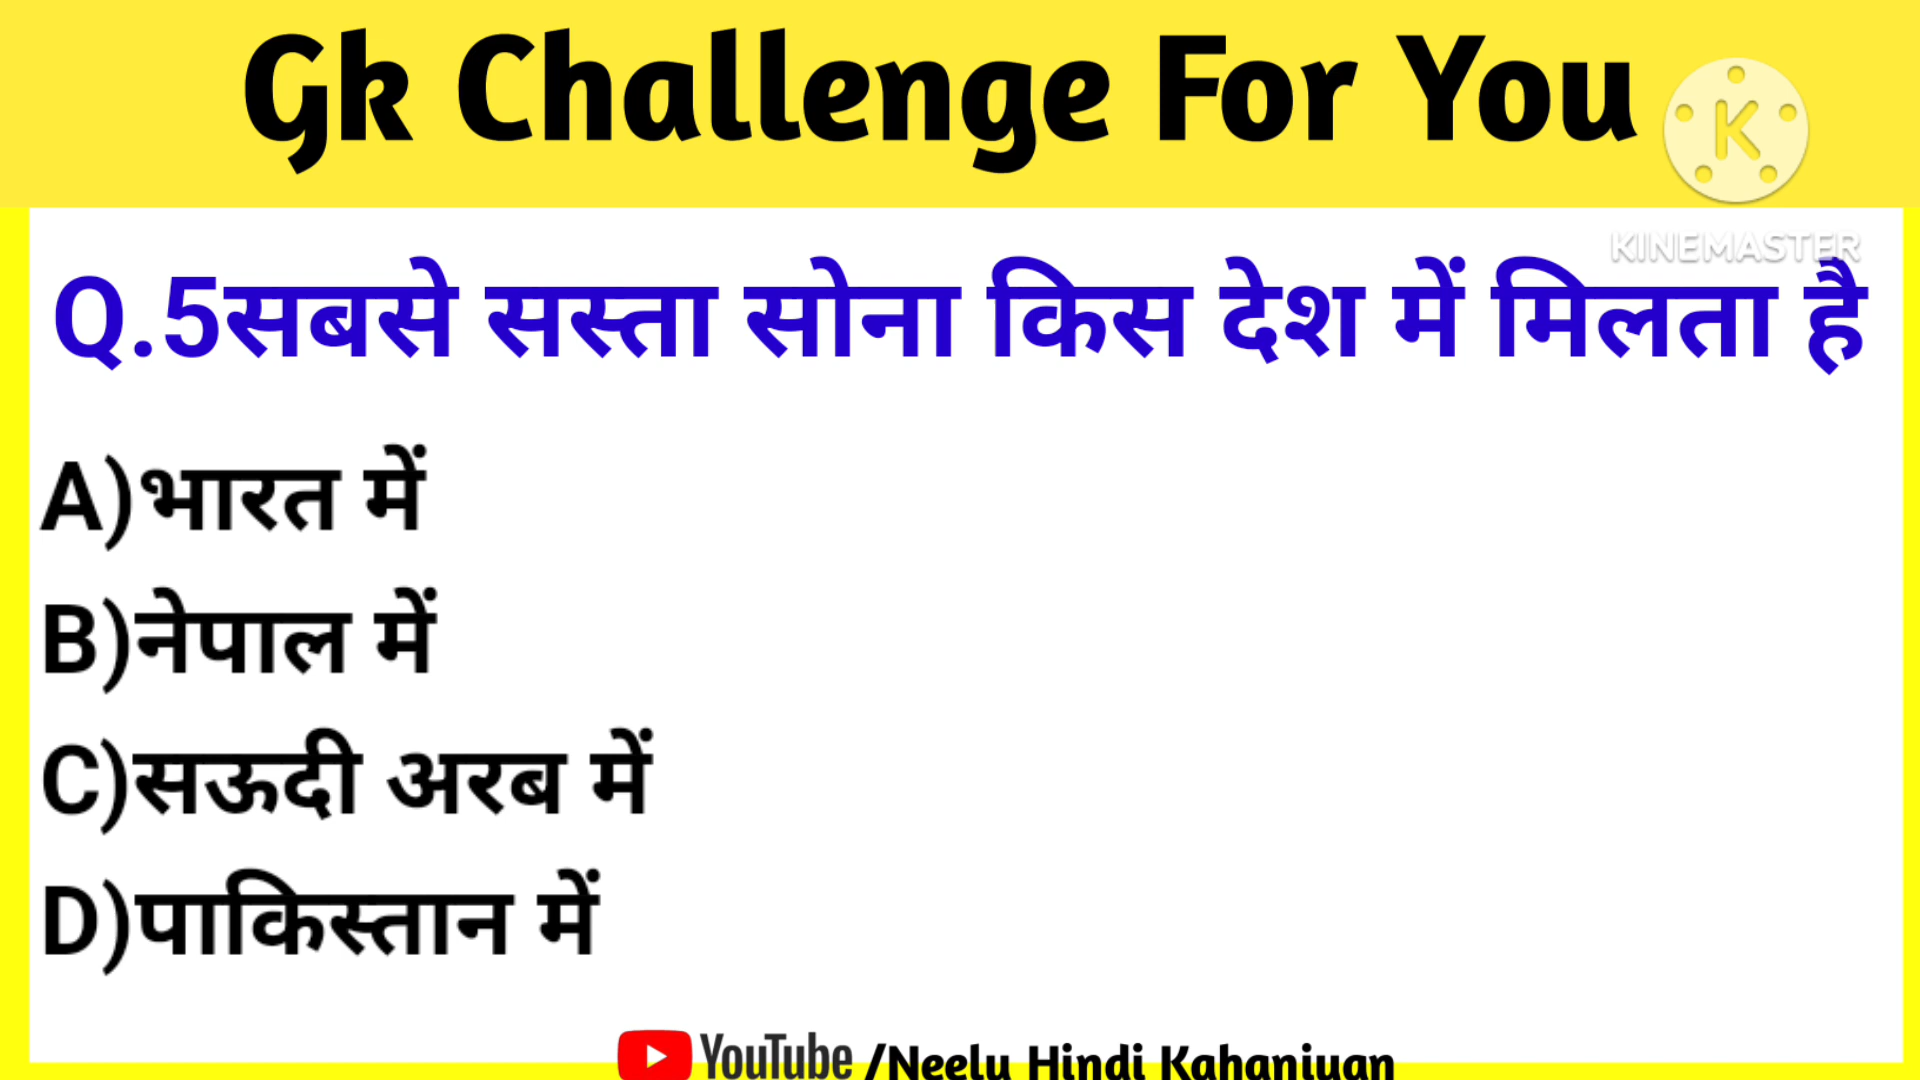 Gk Challenge For You
K
KINEMASTER
Q.5सबसे सस्ता सोना किस देश में मिलता है
A)भारत में
B)नेपाल में
C)सऊदी अरब में
D)पाकिस्तान में
YouTube /Neelu Hindi Kahaniyan